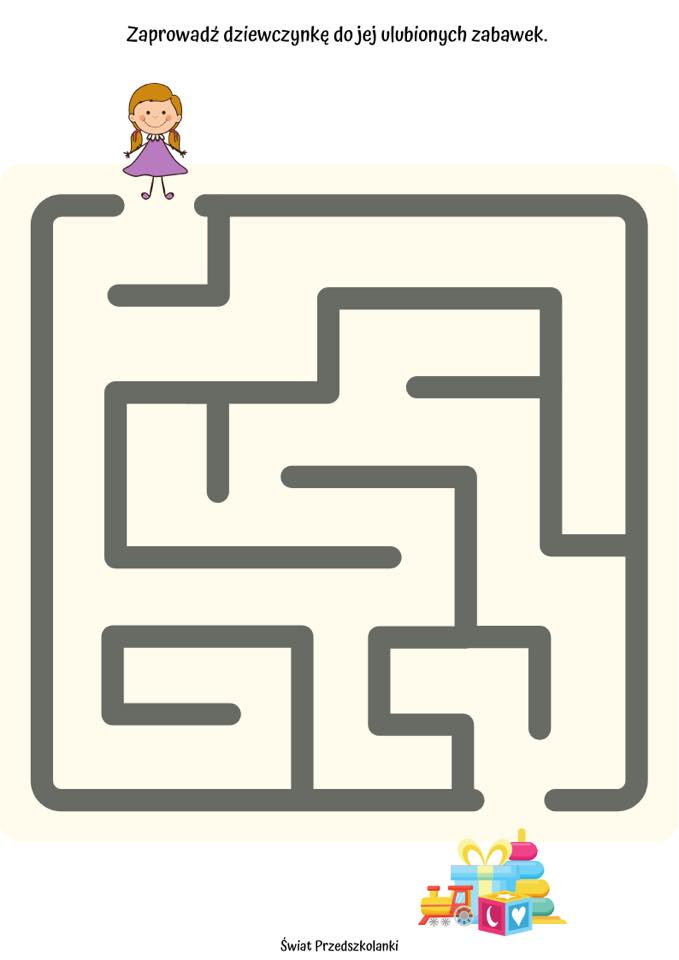 Zaprowadź dziewczynkę do jej ulubionych zabawek.
Świat Przedszkolanki